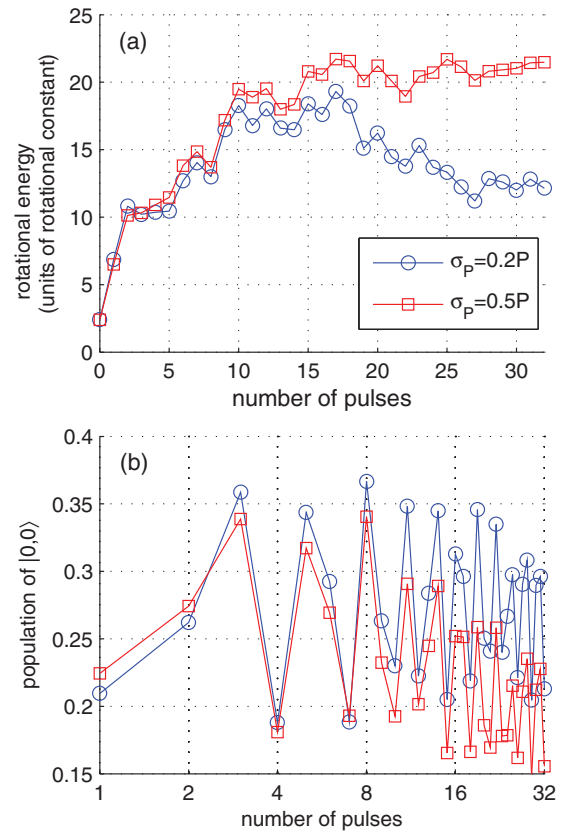 (a)
25
20
15
10
5
0
rotational energy
(units of rotational constant)
σP=0.2P
σP=0.5P
0 5 10 15 20 25 30
number of pulses
(b)
0.4
0.35
0.3
0.25
0.2
0.15
population of |0,0⟩
1 2 4 8 16 32
number of pulses